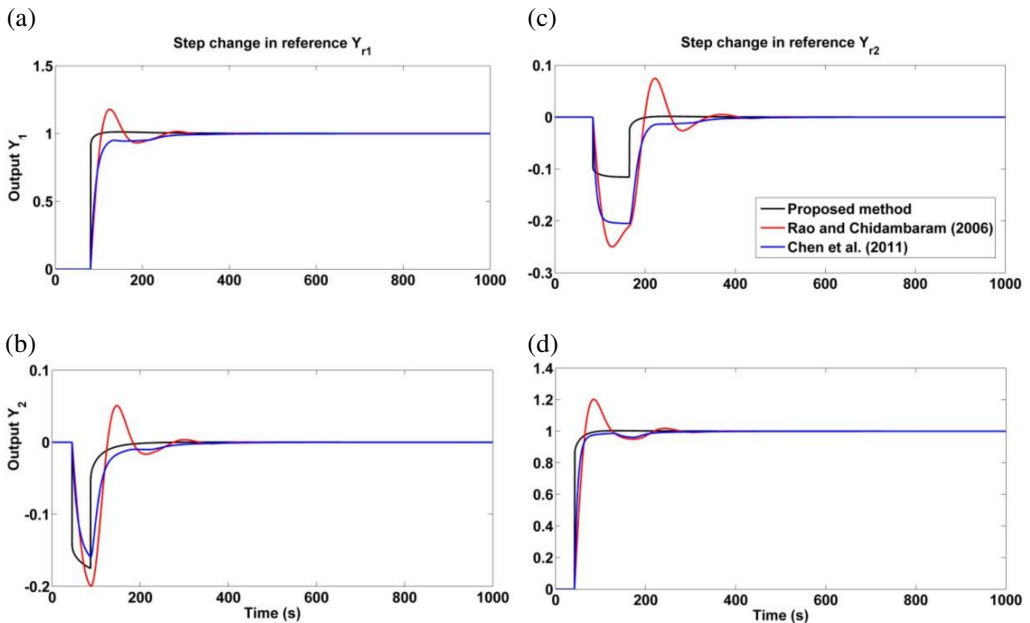 (a)
Step change in reference Y_r1
1.5
1
0.5
0
Output Y_1
0 200 400 600 800 1000
(c)
Step change in reference Y_r2
0.1
0
-0.1
-0.2
-0.3
Proposed method
Rao and Chidambaram (2006)
Chen et al. (2011)
0 200 400 600 800 1000
(b)
0.1
0
-0.1
-0.2
Output Y_2
0 200 400 600 800 1000
Time (s)
(d)
1.4
1.2
1
0.8
0.6
0.4
0.2
0
0 200 400 600 800 1000
Time (s)